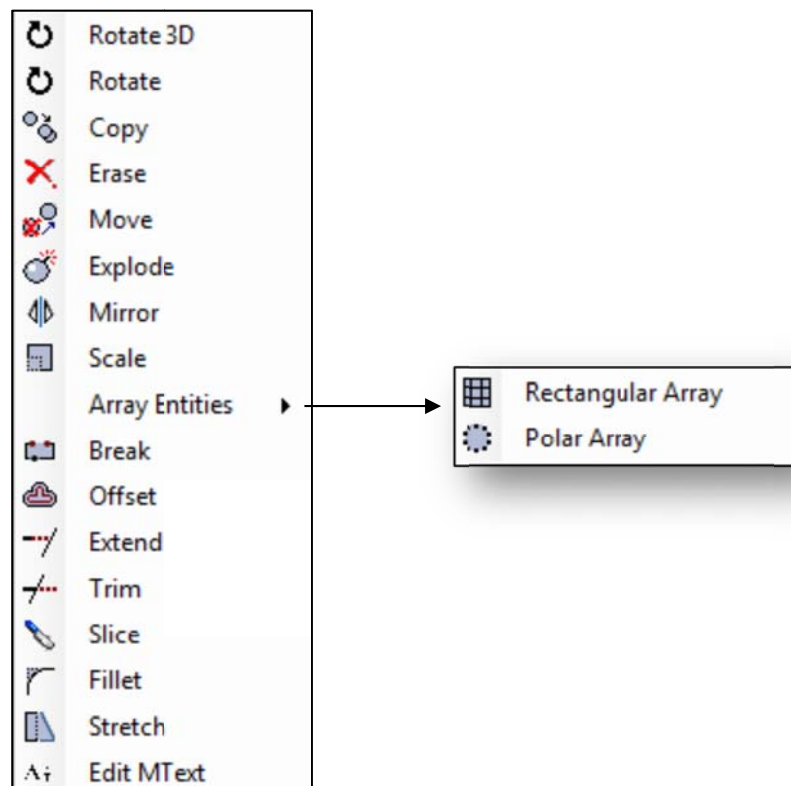 Rotate 3D
Rotate
Copy
Erase
Move
Explode
Mirror
Scale
Array Entities
Rectangular Array
Polar Array
Break
Offset
Extend
Trim
Slice
Fillet
Stretch
Edit MText